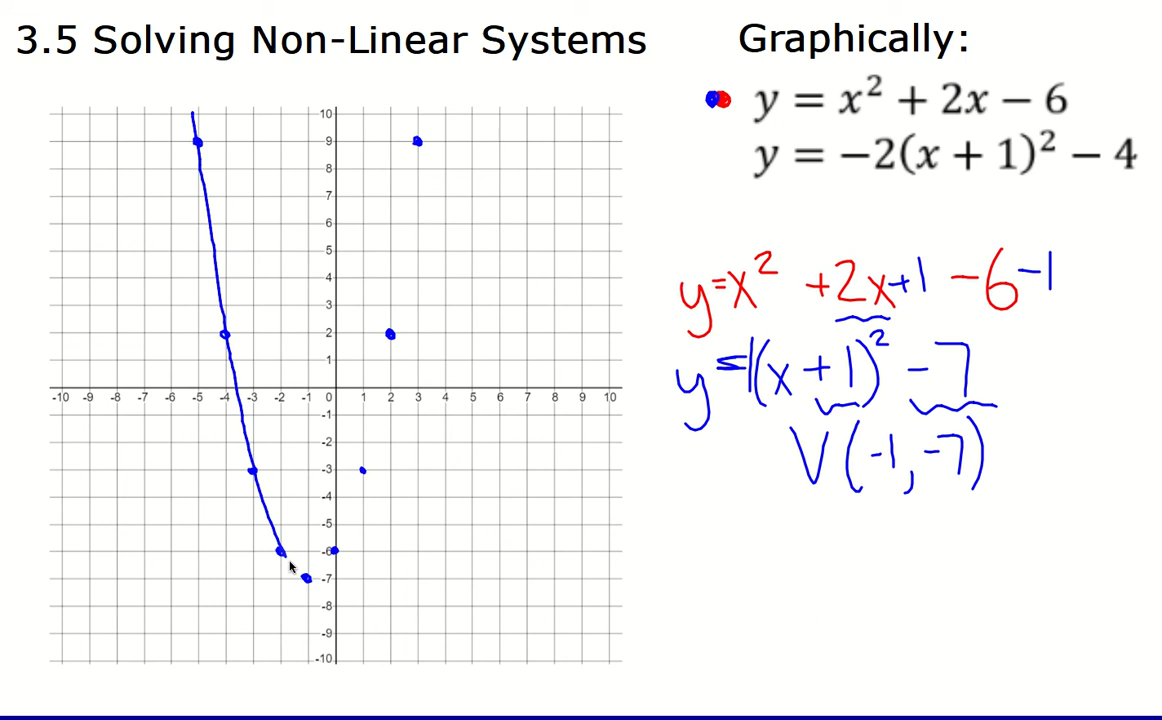 3.5 Solving Non-Linear Systems
Graphically:
y = x² + 2x − 6
y = −2(x + 1)² − 4
y=x² +2x+1 −6−1
y=1(x+1)² −7
V(-1,-7)
10
9
8
7
6
5
4
3
2
1
-10 -9 -8 -7 -6 -5 -4 -3 -2 -1 0 1 2 3 4 5 6 7 8 9 10
-1
-2
-3
-4
-5
-6
-7
-8
-9
-10